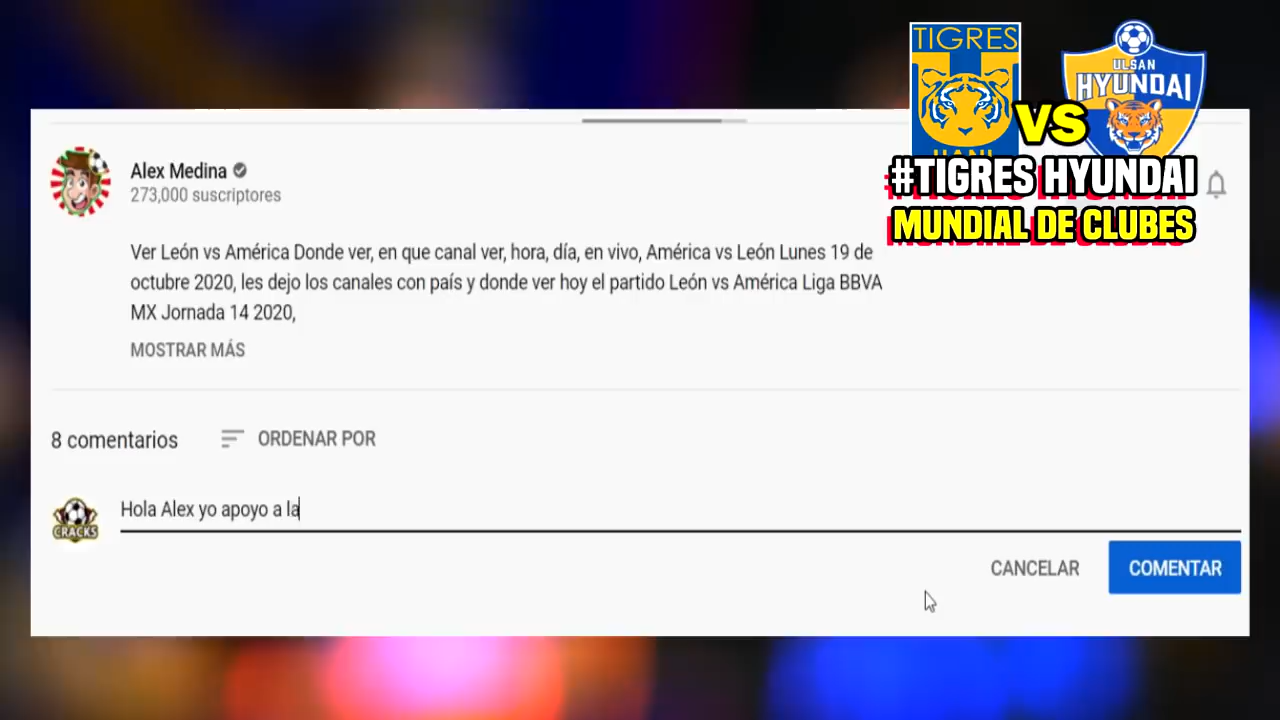 TIGRES
UANL
VS
ULSAN
HYUNDAI
#TIGRES HYUNDAI
MUNDIAL DE CLUBES
Alex Medina
273,000 suscriptores
Ver León vs América Donde ver, en que canal ver, hora, día, en vivo, América vs León Lunes 19 de
octubre 2020, les dejo los canales con país y donde ver hoy el partido León vs América Liga BBVA
MX Jornada 14 2020,
MOSTRAR MÁS
8 comentarios
ORDENAR POR
CRACKS
Hola Alex yo apoyo a la
CANCELAR
COMENTAR